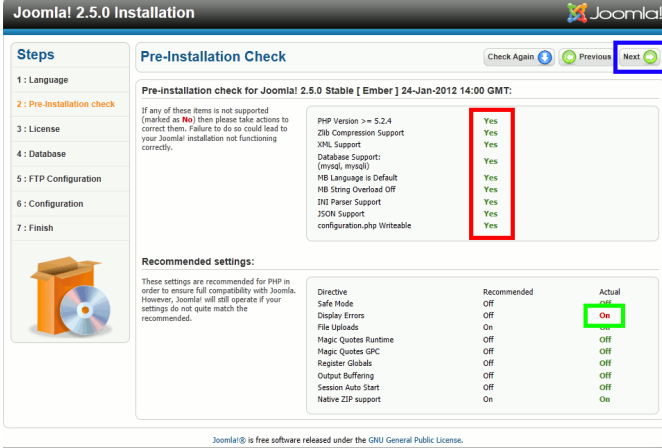 Joomla! 2.5.0 Installation
Joomla!
Steps
1 : Language
2 : Pre-Installation check
3 : License
4 : Database
5 : FTP Configuration
6 : Configuration
7 : Finish
Pre-Installation Check
Check Again
Previous
Next
Pre-installation check for Joomla! 2.5.0 Stable [ Ember ] 24-Jan-2012 14:00 GMT:
If any of these items is not supported
(marked as No) then please take actions to
correct them. Failure to do so could lead to
your Joomla! installation not functioning
correctly.
PHP Version >= 5.2.4 Yes
Zlib Compression Support Yes
XML Support Yes
Database Support:
(mysql, mysqli) Yes
MB Language is Default Yes
MB String Overload Off Yes
INI Parser Support Yes
JSON Support Yes
configuration.php Writeable Yes
Recommended settings:
These settings are recommended for PHP in
order to ensure full compatibility with Joomla.
However, Joomla! will still operate if your
settings do not quite match the
recommended.
Directive Recommended Actual
Safe Mode Off Off
Display Errors Off On
File Uploads On On
Magic Quotes Runtime Off Off
Magic Quotes GPC Off Off
Register Globals Off Off
Output Buffering Off Off
Session Auto Start Off Off
Native ZIP support On On
Joomla!® is free software released under the GNU General Public License.